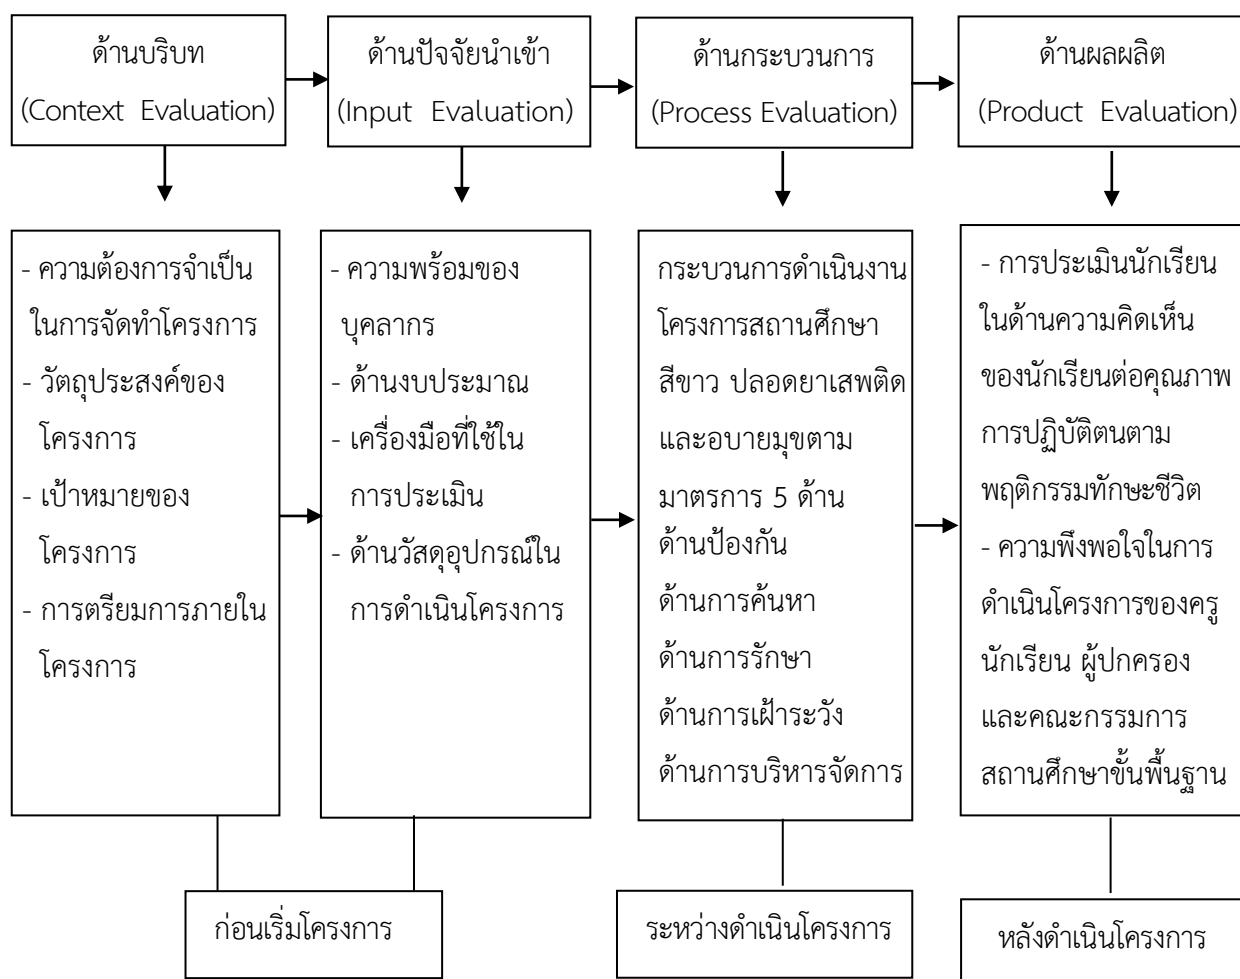 ด้านบริบท
(Context Evaluation)
ด้านปัจจัยนำเข้า
(Input Evaluation)
ด้านกระบวนการ
(Process Evaluation)
ด้านผลผลิต
(Product Evaluation)
- ความต้องการจำเป็น
ในการจัดทำโครงการ
- วัตถุประสงค์ของ
โครงการ
- เป้าหมายของ
โครงการ
- การตรียมการภายใน
โครงการ
- ความพร้อมของ
บุคลากร
- ด้านงบประมาณ
- เครื่องมือที่ใช้ใน
การประเมิน
- ด้านวัสดุอุปกรณ์ใน
การดำเนินโครงการ
กระบวนการดำเนินงาน
โครงการสถานศึกษา
สีขาว ปลอดยาเสพติด
และอบายมุขตาม
มาตรการ 5 ด้าน
ด้านป้องกัน
ด้านการค้นหา
ด้านการรักษา
ด้านการเฝ้าระวัง
ด้านการบริหารจัดการ
- การประเมินนักเรียน
ในด้านความคิดเห็น
ของนักเรียนต่อคุณภาพ
การปฏิบัติตนตาม
พฤติกรรมทักษะชีวิต
- ความพึงพอใจในการ
ดำเนินโครงการของครู
นักเรียน ผู้ปกครอง
และคณะกรรมการ
สถานศึกษาขั้นพื้นฐาน
ก่อนเริ่มโครงการ
ระหว่างดำเนินโครงการ
หลังดำเนินโครงการ